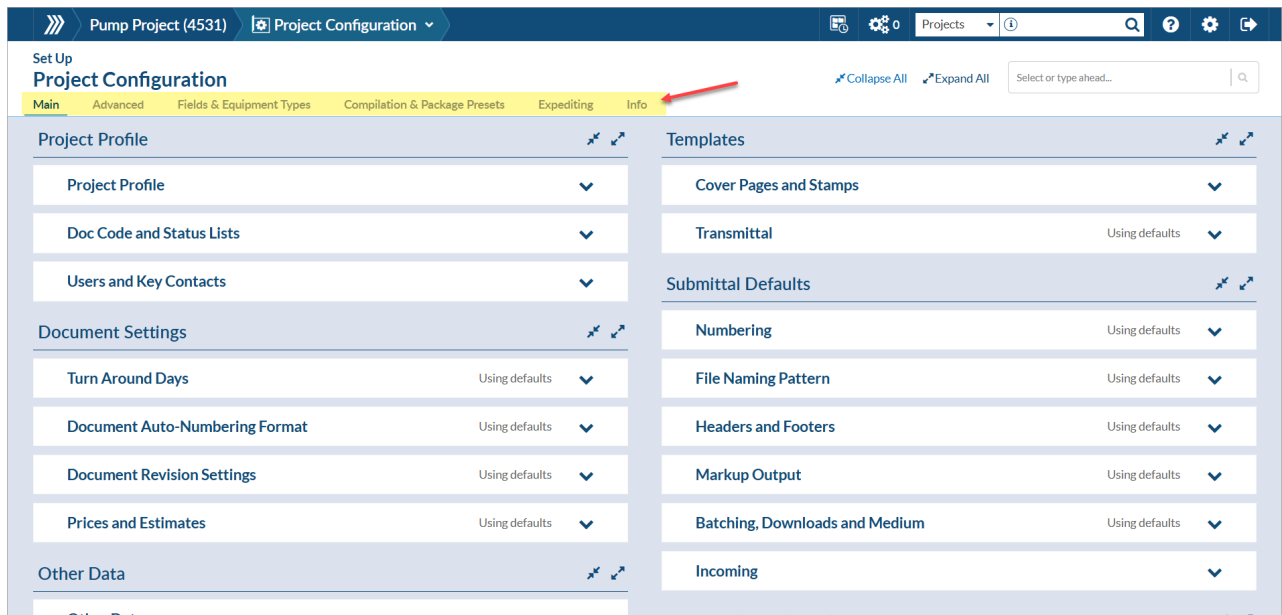 Pump Project (4531) Project Configuration 0 Projects
Set Up
Project Configuration
Collapse All Expand All Select or type ahead...
Main Advanced Fields & Equipment Types Compilation & Package Presets Expediting Info
Project Profile
Project Profile
Doc Code and Status Lists
Users and Key Contacts
Document Settings
Turn Around Days Using defaults
Document Auto-Numbering Format Using defaults
Document Revision Settings Using defaults
Prices and Estimates Using defaults
Other Data
Templates
Cover Pages and Stamps
Transmittal Using defaults
Submittal Defaults
Numbering Using defaults
File Naming Pattern Using defaults
Headers and Footers Using defaults
Markup Output Using defaults
Batching, Downloads and Medium Using defaults
Incoming